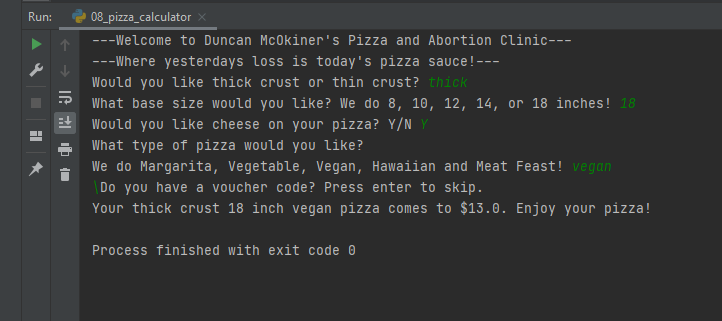 Run: 08_pizza_calculator ×
---Welcome to Duncan McOkiner's Pizza and Abortion Clinic---
---Where yesterdays loss is today's pizza sauce!---
Would you like thick crust or thin crust? thick
What base size would you like? We do 8, 10, 12, 14, or 18 inches! 18
Would you like cheese on your pizza? Y/N Y
What type of pizza would you like?
We do Margarita, Vegetable, Vegan, Hawaiian and Meat Feast! vegan
\Do you have a voucher code? Press enter to skip.
Your thick crust 18 inch vegan pizza comes to $13.0. Enjoy your pizza!
Process finished with exit code 0